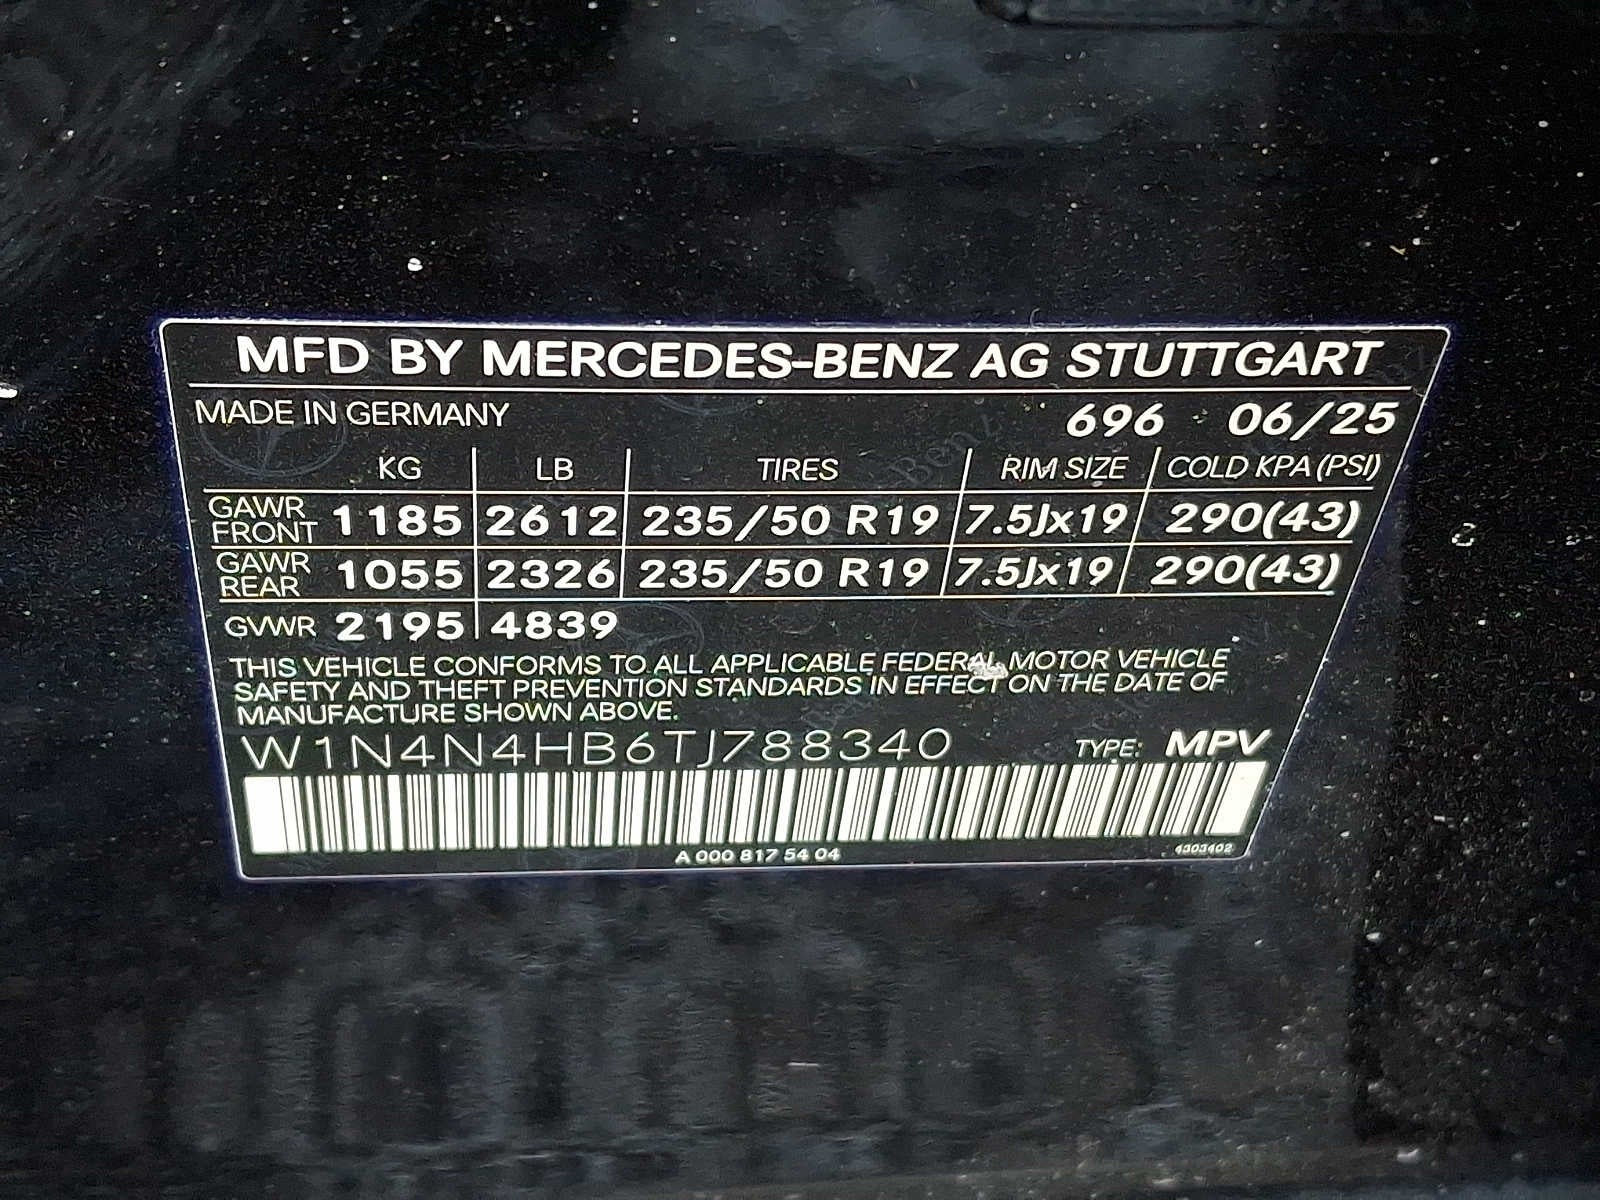 MFD BY MERCEDES-BENZ AG STUTTGART
MADE IN GERMANY 696 06/25
KG LB TIRES RIM SIZE COLD KPA (PSI)
GAWR FRONT 1185 2612 235/50 R19 7.5Jx19 290(43)
GAWR REAR 1055 2326 235/50 R19 7.5Jx19 290(43)
GVWR 2195 4839
THIS VEHICLE CONFORMS TO ALL APPLICABLE FEDERAL MOTOR VEHICLE
SAFETY AND THEFT PREVENTION STANDARDS IN EFFECT ON THE DATE OF
MANUFACTURE SHOWN ABOVE.
W1N4N4HB6TJ788340 TYPE: MPV
A 000 817 54 04 4303402